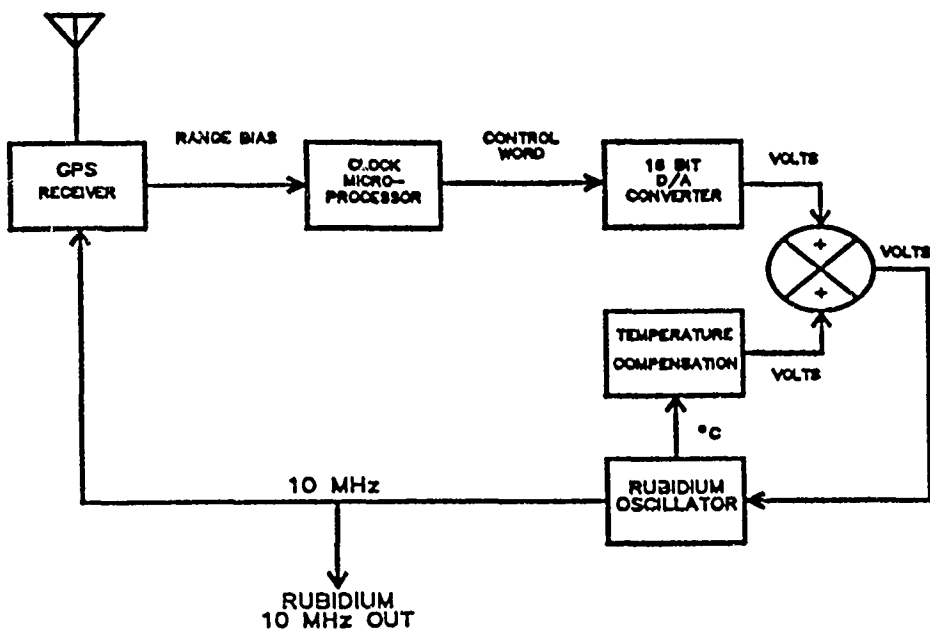 RANGE BIAS
CONTROL
WORD
GPS
RECEIVER
CLOCK
MICRO-
PROCESSOR
16 BIT
D/A
CONVERTER
VOLTS
+
+
VOLTS
TEMPERATURE
COMPENSATION
VOLTS
°C
10 MHz
RUBIDIUM
OSCILLATOR
RUBIDIUM
10 MHz OUT